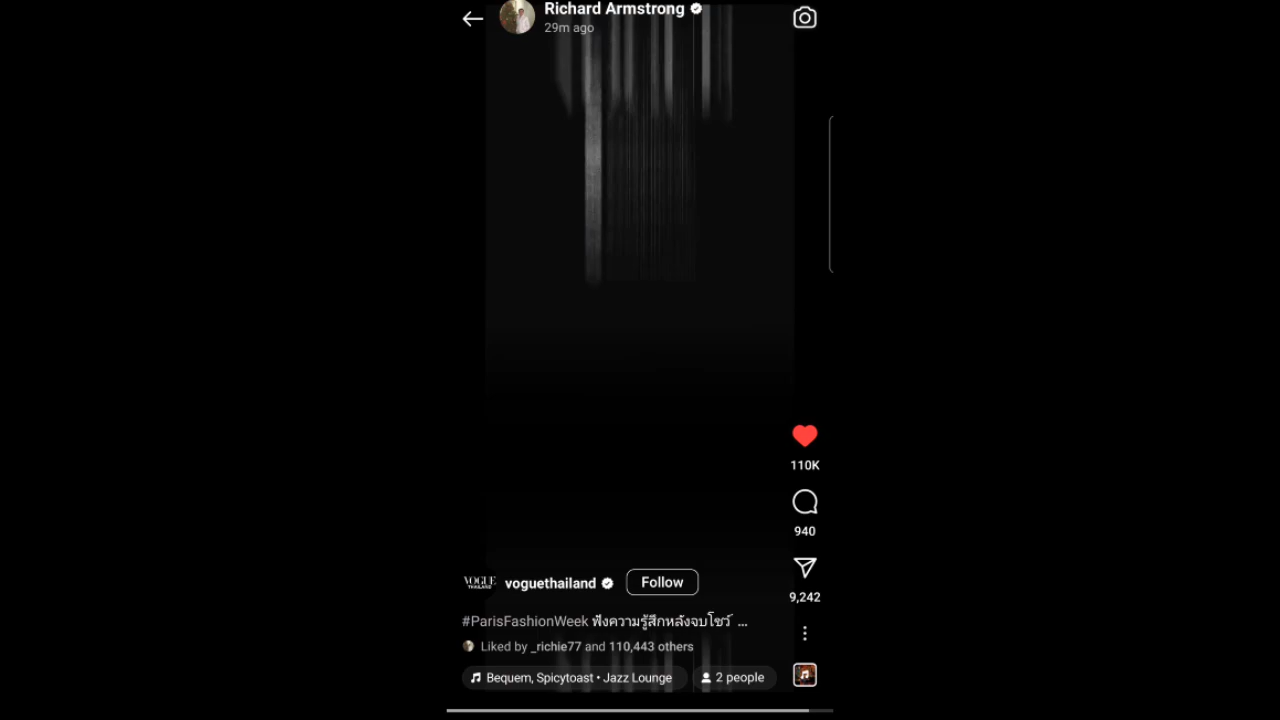 Richard Armstrong
29m ago
110K
940
9,242
VOGUE
THAILAND
voguethailand
Follow
#ParisFashionWeek ฟังความรู้สึกหลังจบโชว์ ...
Liked by _richie77 and 110,443 others
Bequem, Spicytoast • Jazz Lounge
2 people